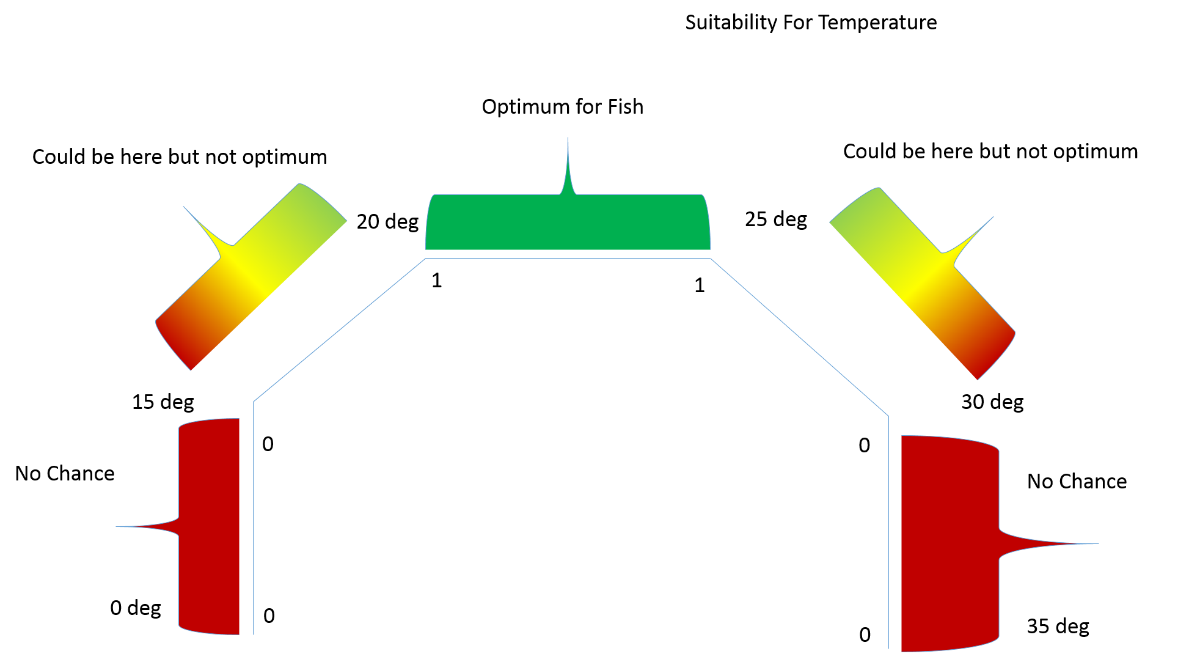 Suitability For Temperature
Optimum for Fish
Could be here but not optimum
Could be here but not optimum
20 deg
25 deg
1
1
15 deg
30 deg
0
0
No Chance
No Chance
0 deg
0
0
35 deg